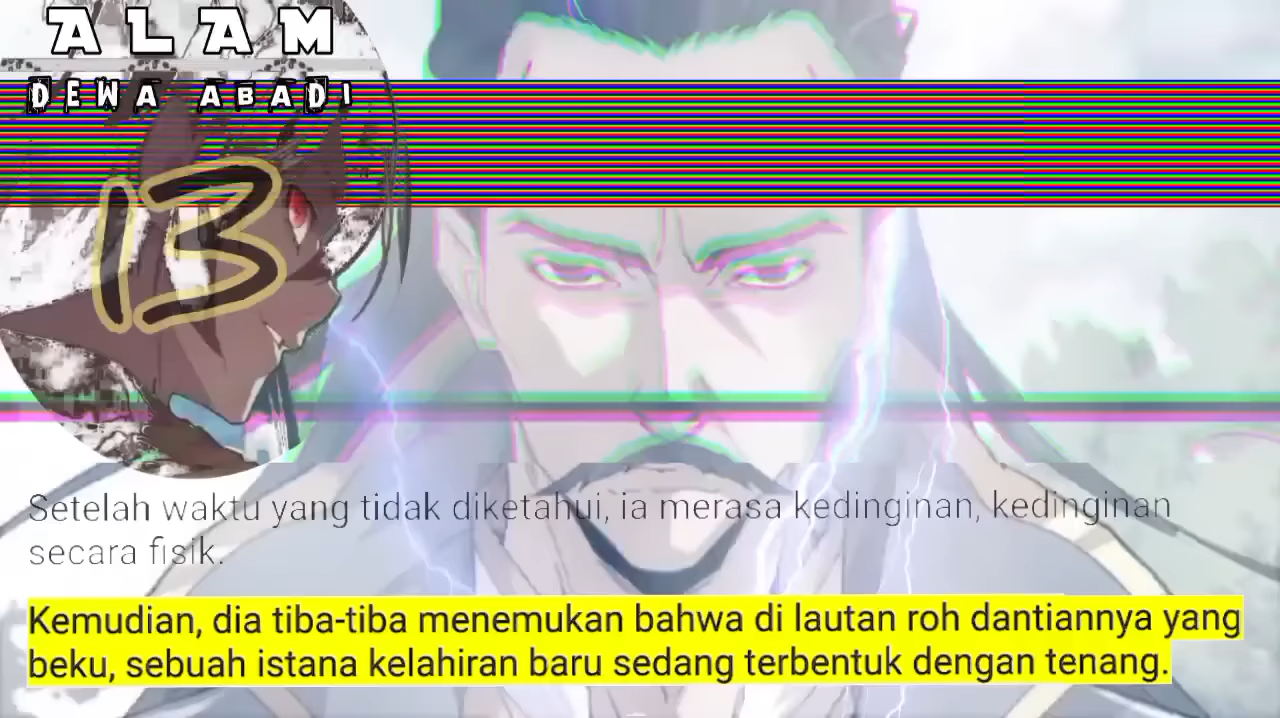 ALAM
DEWA ABADI
13
Setelah waktu yang tidak diketahui, ia merasa kedinginan, kedinginan
secara fisik.
Kemudian, dia tiba-tiba menemukan bahwa di lautan roh dantiannya yang
beku, sebuah istana kelahiran baru sedang terbentuk dengan tenang.